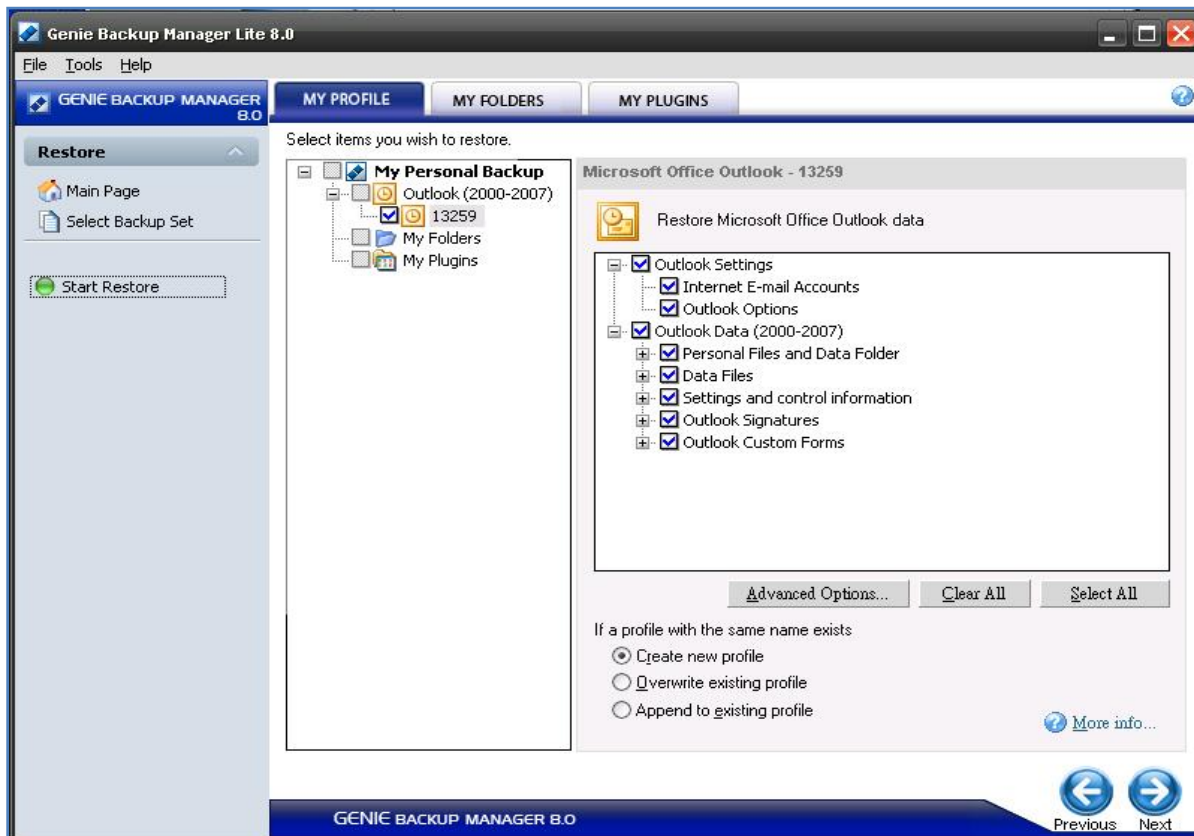 Genie Backup Manager Lite 8.0
File Tools Help
GENIE BACKUP MANAGER
8.0
MY PROFILE
MY FOLDERS
MY PLUGINS
Restore
Main Page
Select Backup Set
Start Restore
Select items you wish to restore.
My Personal Backup
Outlook (2000-2007)
13259
My Folders
My Plugins
Microsoft Office Outlook - 13259
Restore Microsoft Office Outlook data
Outlook Settings
Internet E-mail Accounts
Outlook Options
Outlook Data (2000-2007)
Personal Files and Data Folder
Data Files
Settings and control information
Outlook Signatures
Outlook Custom Forms
Advanced Options...
Clear All
Select All
If a profile with the same name exists
Create new profile
Overwrite existing profile
Append to existing profile
More info...
GENIE BACKUP MANAGER 8.0
Previous
Next